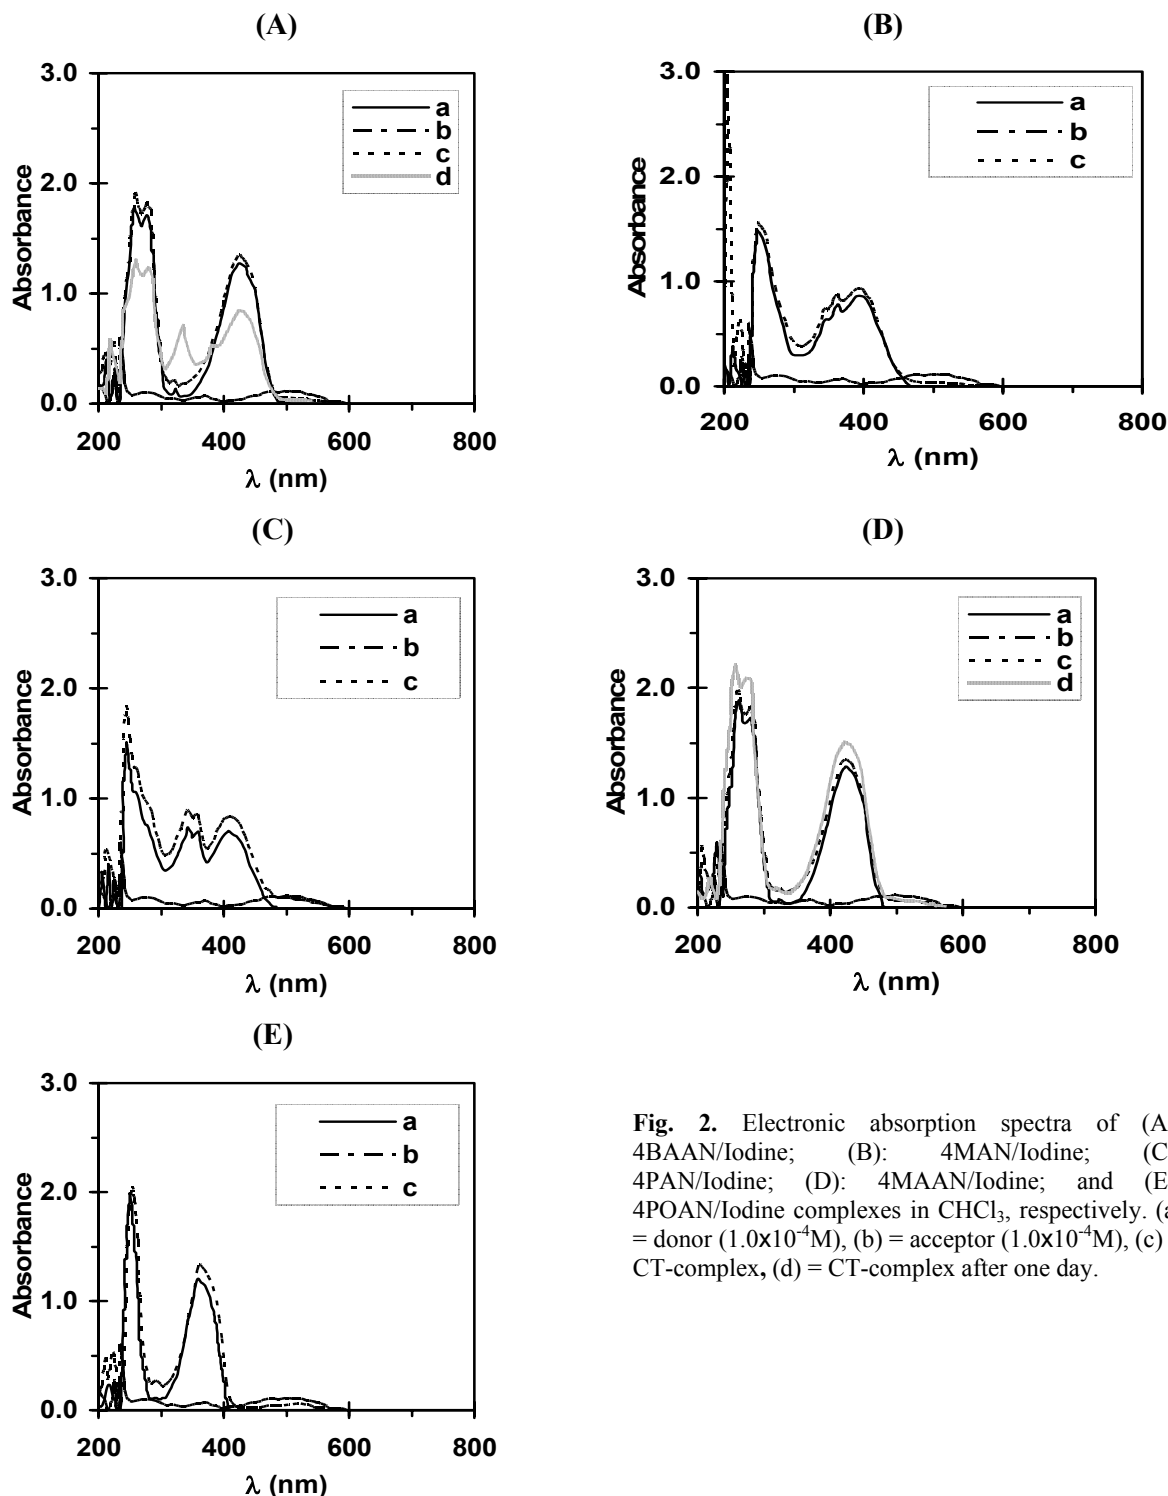 (A)
3.0
2.0
1.0
0.0
200
400
600
800
Absorbance
λ (nm)
a
b
c
d
(B)
3.0
2.0
1.0
0.0
200
400
600
800
Absorbance
λ (nm)
a
b
c
(C)
3.0
2.0
1.0
0.0
200
400
600
800
Absorbance
λ (nm)
a
b
c
(D)
3.0
2.0
1.0
0.0
200
400
600
800
Absorbance
λ (nm)
a
b
c
d
(E)
3.0
2.0
1.0
0.0
200
400
600
800
Absorbance
λ (nm)
a
b
c
Fig. 2. Electronic absorption spectra of (A
4BAAN/Iodine; (B): 4MAN/Iodine; (C
4PAN/Iodine; (D): 4MAAN/Iodine; and (E
4POAN/Iodine complexes in CHCl₃, respectively. (a
= donor (1.0x10⁻⁴M), (b) = acceptor (1.0x10⁻⁴M), (c)
CT-complex, (d) = CT-complex after one day.